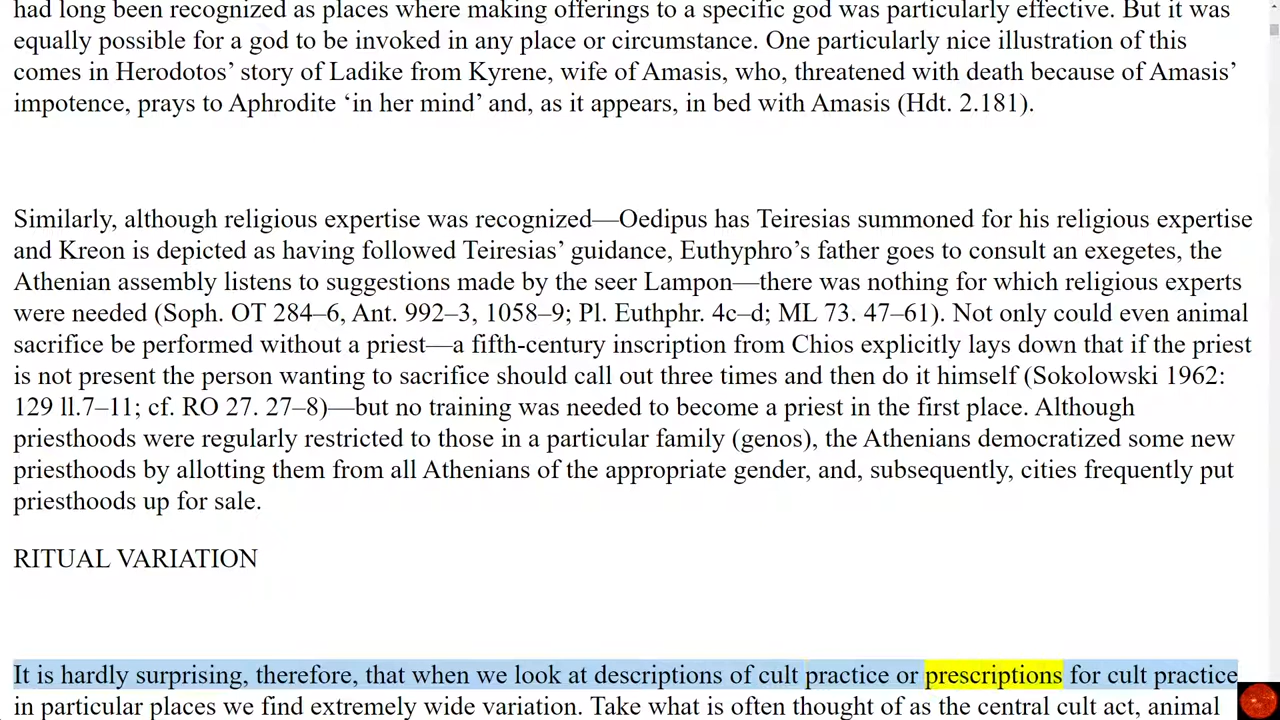 had long been recognized as places where making offerings to a specific god was particularly effective. But it was
equally possible for a god to be invoked in any place or circumstance. One particularly nice illustration of this
comes in Herodotos’ story of Ladike from Kyrene, wife of Amasis, who, threatened with death because of Amasis’
impotence, prays to Aphrodite ‘in her mind’ and, as it appears, in bed with Amasis (Hdt. 2.181).
Similarly, although religious expertise was recognized—Oedipus has Teiresias summoned for his religious expertise
and Kreon is depicted as having followed Teiresias’ guidance, Euthyphro’s father goes to consult an exegetes, the
Athenian assembly listens to suggestions made by the seer Lampon—there was nothing for which religious experts
were needed (Soph. OT 284–6, Ant. 992–3, 1058–9; Pl. Euthphr. 4c–d; ML 73. 47–61). Not only could even animal
sacrifice be performed without a priest—a fifth-century inscription from Chios explicitly lays down that if the priest
is not present the person wanting to sacrifice should call out three times and then do it himself (Sokolowski 1962:
129 ll.7–11; cf. RO 27. 27–8)—but no training was needed to become a priest in the first place. Although
priesthoods were regularly restricted to those in a particular family (genos), the Athenians democratized some new
priesthoods by allotting them from all Athenians of the appropriate gender, and, subsequently, cities frequently put
priesthoods up for sale.
RITUAL VARIATION
It is hardly surprising, therefore, that when we look at descriptions of cult practice or prescriptions for cult practice
in particular places we find extremely wide variation. Take what is often thought of as the central cult act, animal